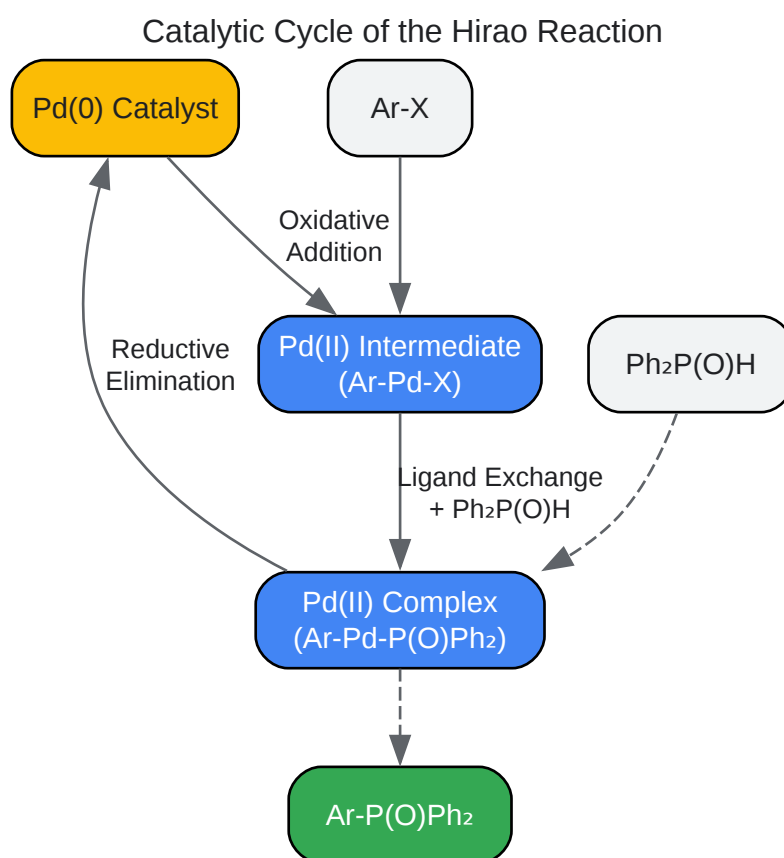 Catalytic Cycle of the Hirao Reaction
Pd(0) Catalyst
Ar-X
Oxidative
Addition
Pd(II) Intermediate
(Ar-Pd-X)
Ph₂P(O)H
Reductive
Elimination
Ligand Exchange
+ Ph₂P(O)H
Pd(II) Complex
(Ar-Pd-P(O)Ph₂)
Ar-P(O)Ph₂